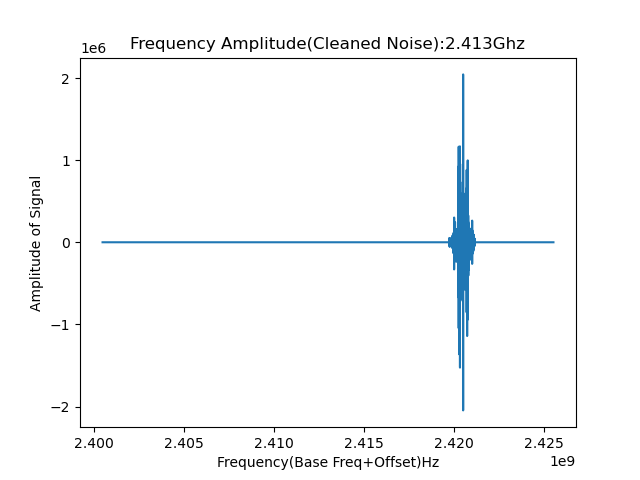 Frequency Amplitude(Cleaned Noise):2.413Ghz
1e6
2
1
0
−1
−2
Amplitude of Signal
2.400 2.405 2.410 2.415 2.420 2.425
1e9
Frequency(Base Freq+Offset)Hz